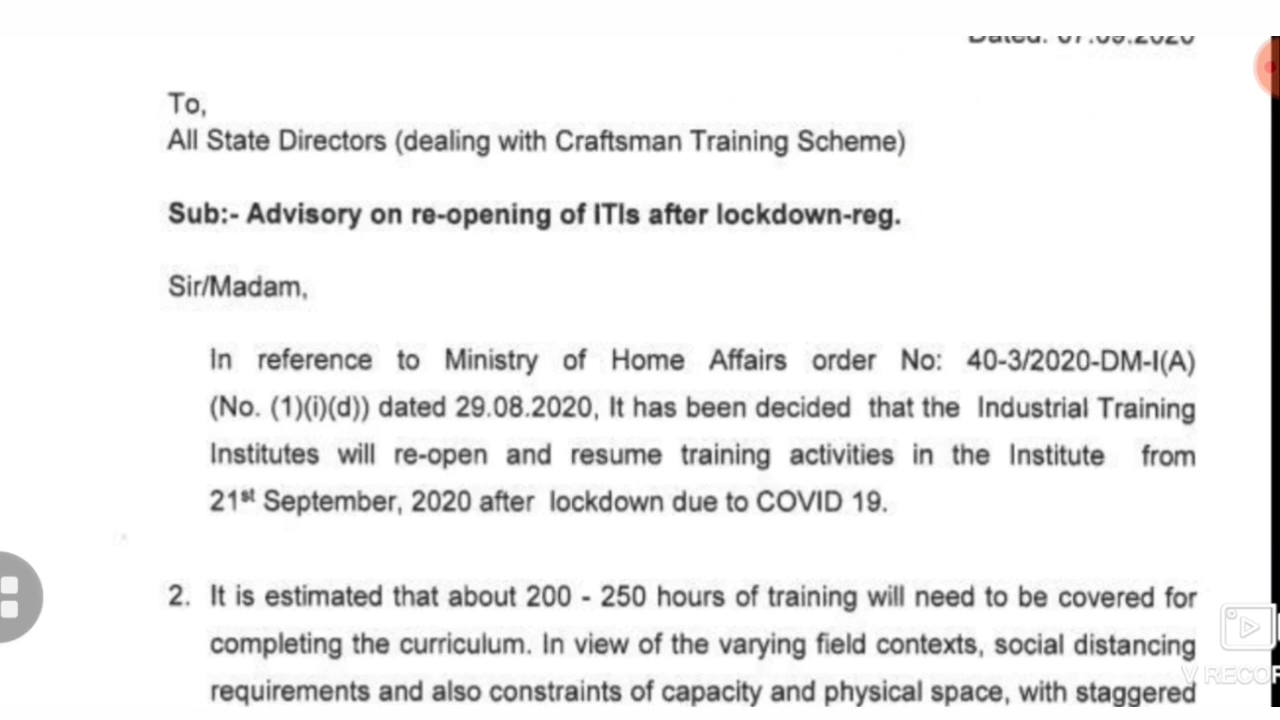 Dated: 07.09.2020
To,
All State Directors (dealing with Craftsman Training Scheme)
Sub:- Advisory on re-opening of ITIs after lockdown-reg.
Sir/Madam,
In reference to Ministry of Home Affairs order No: 40-3/2020-DM-I(A)
(No. (1)(i)(d)) dated 29.08.2020, It has been decided that the Industrial Training
Institutes will re-open and resume training activities in the Institute from
21st September, 2020 after lockdown due to COVID 19.
2. It is estimated that about 200 - 250 hours of training will need to be covered for
completing the curriculum. In view of the varying field contexts, social distancing
requirements and also constraints of capacity and physical space, with staggered
V RECOR